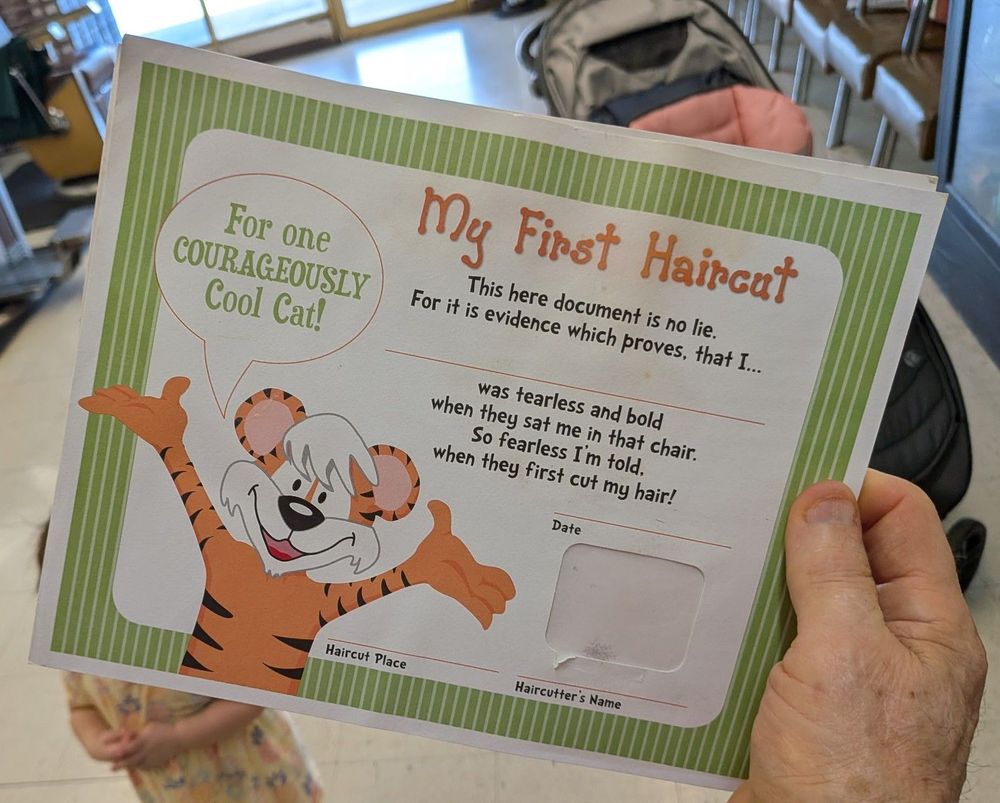 For one
COURAGEOUSLY
Cool Cat!
My First Haircut
This here document is no lie.
For it is evidence which proves, that I...
was tearless and bold
when they sat me in that chair.
So fearless I'm told,
when they first cut my hair!
Date
Haircut Place
Haircutter's Name